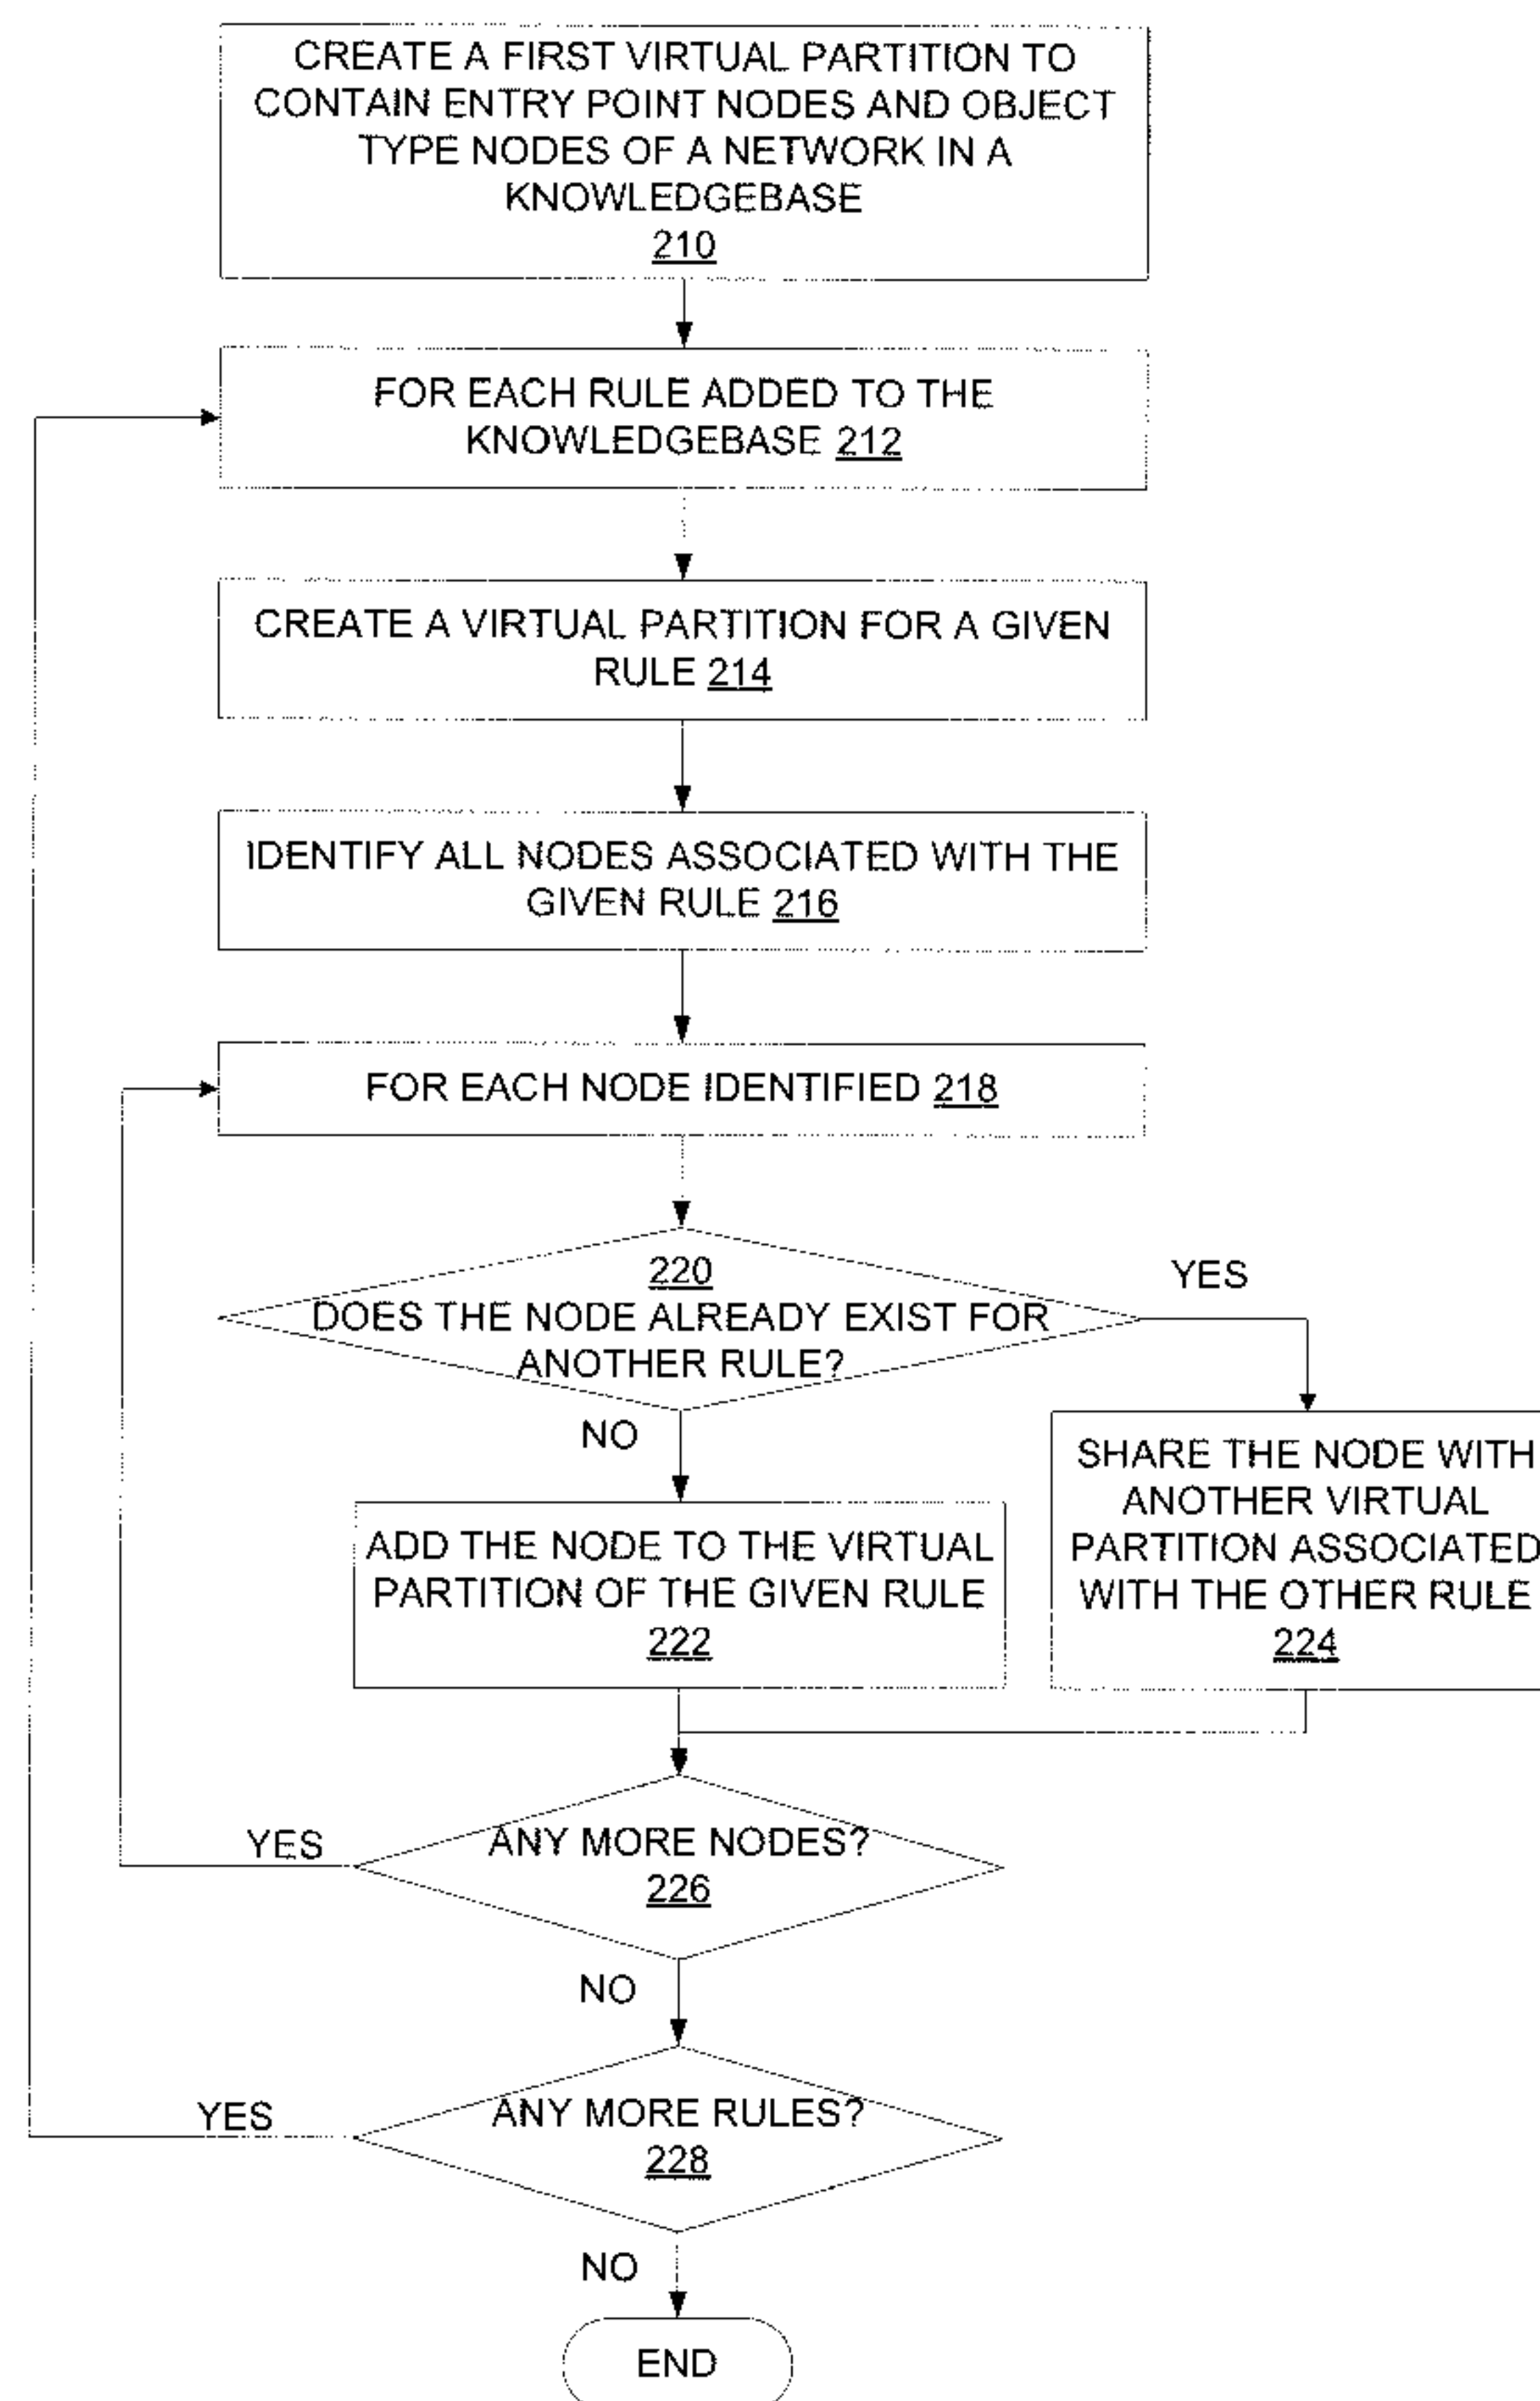 CREATE A FIRST VIRTUAL PARTITION TO
CONTAIN ENTRY POINT NODES AND OBJECT
TYPE NODES OF A NETWORK IN A
KNOWLEDGEBASE
210
FOR EACH RULE ADDED TO THE
KNOWLEDGEBASE 212
CREATE A VIRTUAL PARTITION FOR A GIVEN
RULE 214
IDENTIFY ALL NODES ASSOCIATED WITH THE
GIVEN RULE 216
FOR EACH NODE IDENTIFIED 218
220
DOES THE NODE ALREADY EXIST FOR
ANOTHER RULE?
YES
NO
SHARE THE NODE WITH
ANOTHER VIRTUAL
PARTITION ASSOCIATED
WITH THE OTHER RULE
224
ADD THE NODE TO THE VIRTUAL
PARTITION OF THE GIVEN RULE
222
ANY MORE NODES?
226
YES
NO
ANY MORE RULES?
228
YES
NO
END